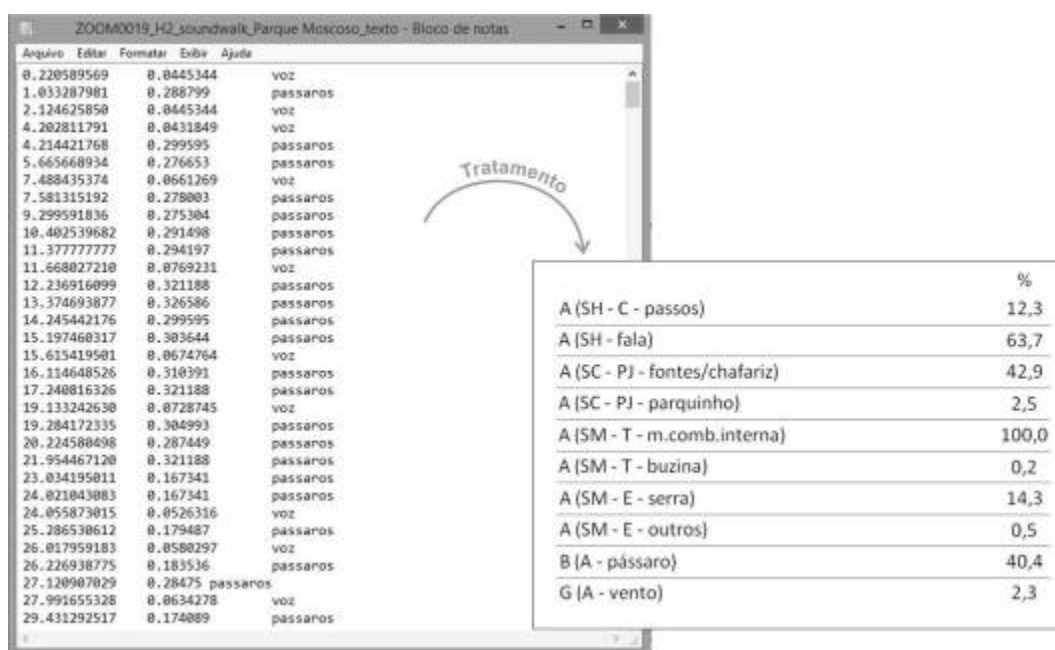 ZOOM0019_H2_soundwalk_Parque Moscoso_texto - Bloco de notas
Arquivo Editar Formatar Exibir Ajuda
0.220589569 0.0445344 voz
1.033287981 0.288799 passaros
2.124625850 0.0445344 voz
4.202811791 0.0431849 voz
4.214421768 0.299595 passaros
5.665668934 0.276653 passaros
7.488435374 0.0661269 voz
7.581315192 0.278003 passaros
9.299591836 0.275304 passaros
10.402539682 0.291498 passaros
11.377777777 0.294197 passaros
11.668027210 0.0769231 voz
12.236916099 0.321188 passaros
13.374693877 0.326586 passaros
14.245442176 0.299595 passaros
15.197460317 0.303644 passaros
15.615419501 0.0674764 voz
16.114648526 0.310391 passaros
17.240816326 0.321188 passaros
19.133242630 0.0728745 voz
19.284172335 0.304993 passaros
20.224580498 0.287449 passaros
21.954467120 0.321188 passaros
23.034195011 0.167341 passaros
24.021043083 0.167341 passaros
24.055873015 0.0526316 voz
25.286530612 0.179487 passaros
26.017959183 0.0580297 voz
26.226938775 0.183536 passaros
27.120907029 0.28475 passaros
27.991655328 0.0634278 voz
29.431292517 0.174089 passaros
Tratamento
%
A (SH - C - passos) 12,3
A (SH - fala) 63,7
A (SC - PJ - fontes/chafariz) 42,9
A (SC - PJ - parquinho) 2,5
A (SM - T - m.comb.interna) 100,0
A (SM - T - buzina) 0,2
A (SM - E - serra) 14,3
A (SM - E - outros) 0,5
B (A - pássaro) 40,4
G (A - vento) 2,3